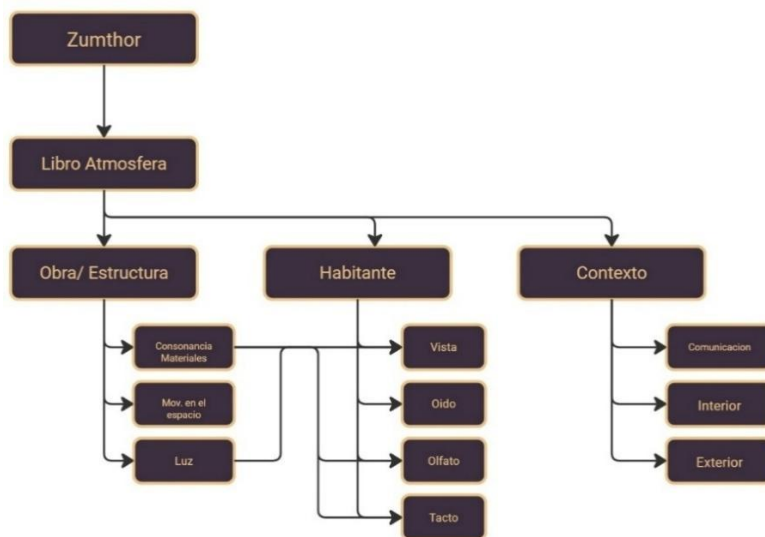 Zumthor
Libro Atmosfera
Obra/ Estructura
Habitante
Contexto
Consonancia
Materiales
Vista
Comunicacion
Mov. en el
espacio
Oido
Interior
Luz
Olfato
Exterior
Tacto